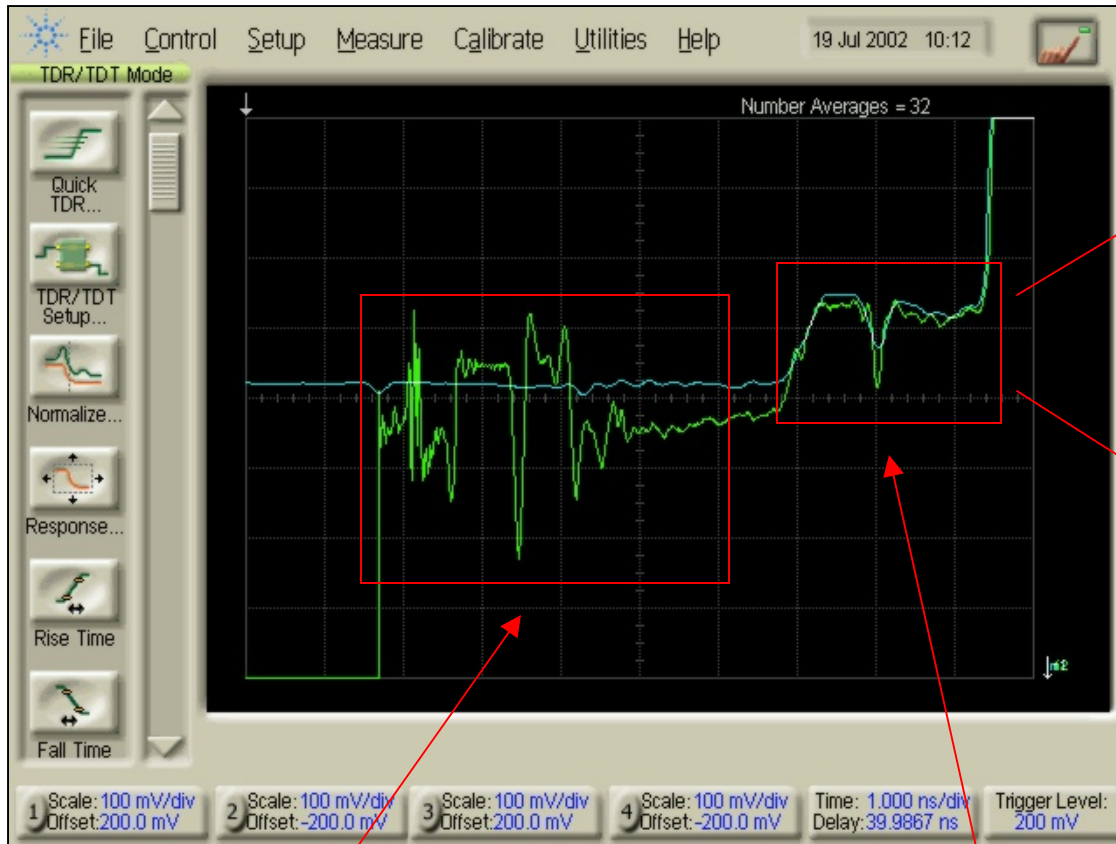 File Control Setup Measure Calibrate Utilities Help 19 Jul 2002 10:12
TDR/TDT Mode
Number Averages = 32
Quick
TDR...
TDR/TDT
Setup...
Normalize...
Response...
Rise Time
Fall Time
1 Scale: 100 mV/div
Offset: 200.0 mV
2 Scale: 100 mV/div
Offset: -200.0 mV
3 Scale: 100 mV/div
Offset: 200.0 mV
4 Scale: 100 mV/div
Offset: -200.0 mV
Time: 1.000 ns/div
Delay: 39.9867 ns
Trigger Level:
200 mV